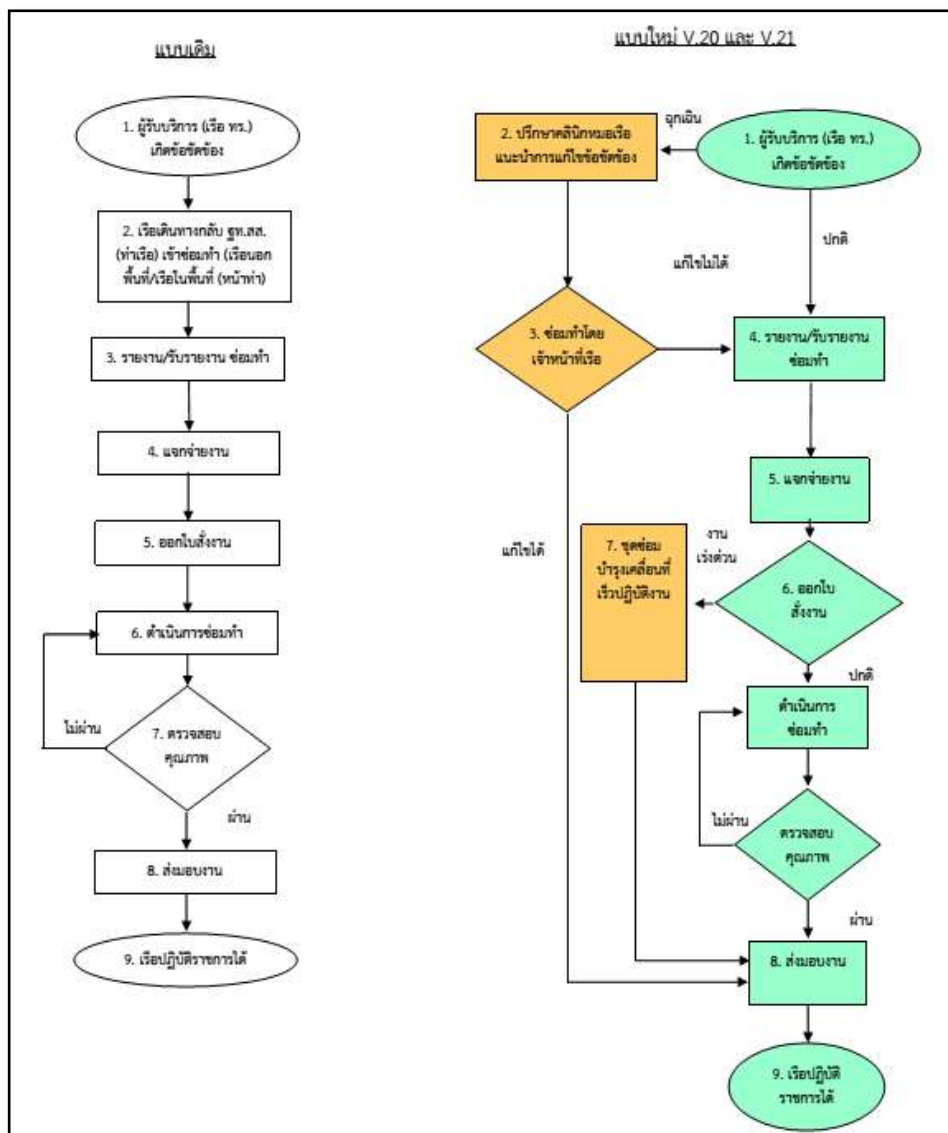 แบบเดิม
1. ผู้รับบริการ (เรือ ทร.)
เกิดข้อขัดข้อง
2. เรือเดินทางกลับ ฐท.สส.
(ท่าเรือ) เข้าซ่อมทำ (เรือนอก
พื้นที่/เรือในพื้นที่ (หน้าท่า)
3. รายงาน/รับรายงาน ซ่อมทำ
4. แจกจ่ายงาน
5. ออกใบสั่งงาน
6. ดำเนินการซ่อมทำ
ไม่ผ่าน
7. ตรวจสอบ
คุณภาพ
ผ่าน
8. ส่งมอบงาน
9. เรือปฏิบัติราชการได้
แบบใหม่ V.20 และ V.21
2. ปรึกษาคลินิกหมอเรือ
แนะนำการแก้ไขข้อขัดข้อง
ฉุกเฉิน
1. ผู้รับบริการ (เรือ ทร.)
เกิดข้อขัดข้อง
ปกติ
แก้ไขไม่ได้
3. ซ่อมทำโดย
เจ้าหน้าที่เรือ
4. รายงาน/รับรายงาน
ซ่อมทำ
5. แจกจ่ายงาน
แก้ไขได้
7. ชุดซ่อม
บำรุงเคลื่อนที่
เร็วปฏิบัติงาน
งาน
เร่งด่วน
6. ออกใบ
สั่งงาน
ปกติ
ดำเนินการ
ซ่อมทำ
ไม่ผ่าน
ตรวจสอบ
คุณภาพ
ผ่าน
8. ส่งมอบงาน
9. เรือปฏิบัติ
ราชการได้